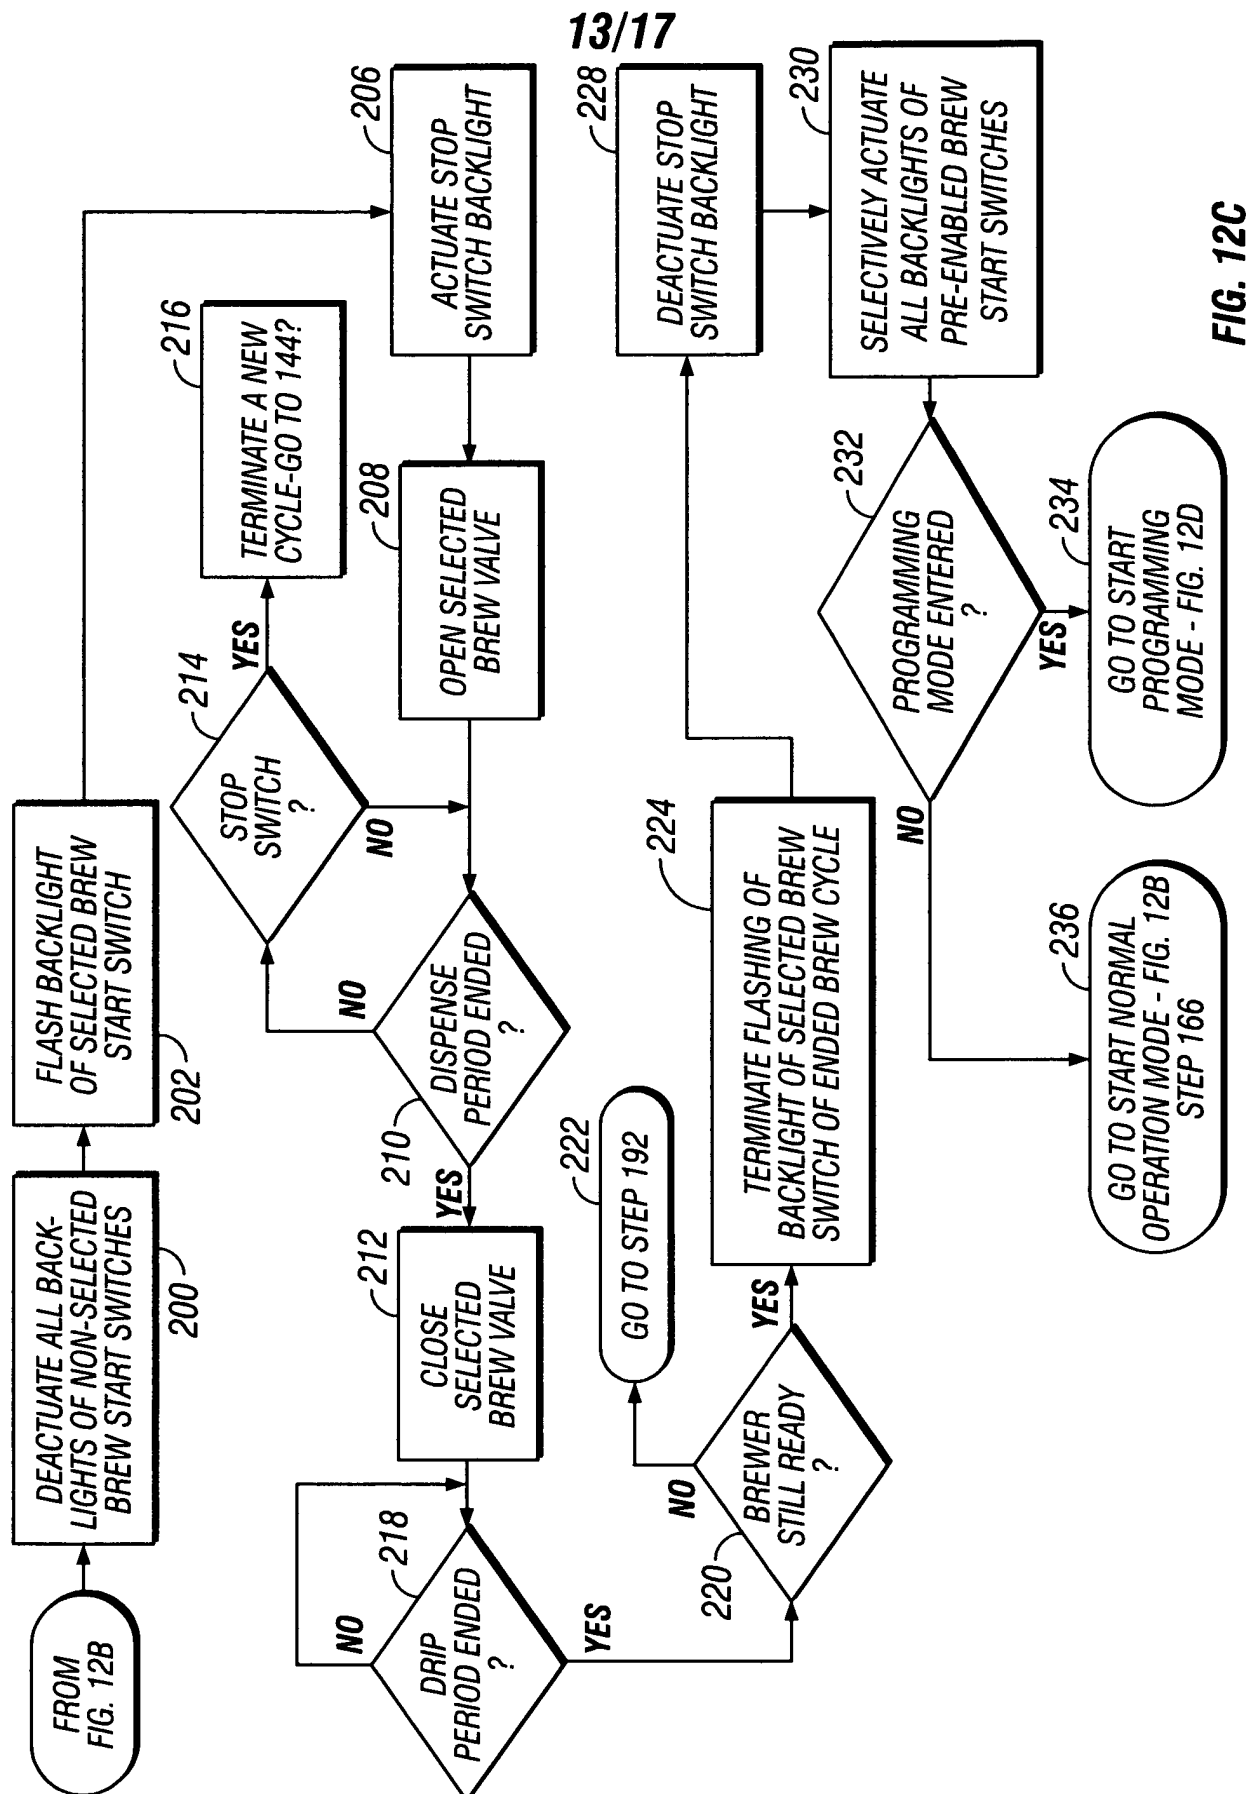 13/17
FROM
FIG. 12B
DEACTUATE ALL BACK-
LIGHTS OF NON-SELECTED
BREW START SWITCHES
200
FLASH BACKLIGHT
OF SELECTED BREW
START SWITCH
202
206
ACTUATE STOP
SWITCH BACKLIGHT
208
OPEN SELECTED
BREW VALVE
210
DISPENSE
PERIOD ENDED
?
NO
YES
214
STOP
SWITCH
?
NO
YES
216
TERMINATE A NEW
CYCLE-GO TO 144?
212
CLOSE
SELECTED
BREW VALVE
218
DRIP
PERIOD ENDED
?
NO
YES
220
BREWER
STILL READY
?
NO
YES
222
GO TO STEP 192
224
TERMINATE FLASHING OF
BACKLIGHT OF SELECTED BREW
SWITCH OF ENDED BREW CYCLE
228
DEACTUATE STOP
SWITCH BACKLIGHT
230
SELECTIVELY ACTUATE
ALL BACKLIGHTS OF
PRE-ENABLED BREW
START SWITCHES
232
PROGRAMMING
MODE ENTERED
?
NO
YES
234
GO TO START
PROGRAMMING
MODE - FIG. 12D
236
GO TO START NORMAL
OPERATION MODE - FIG. 12B
STEP 166
FIG. 12C